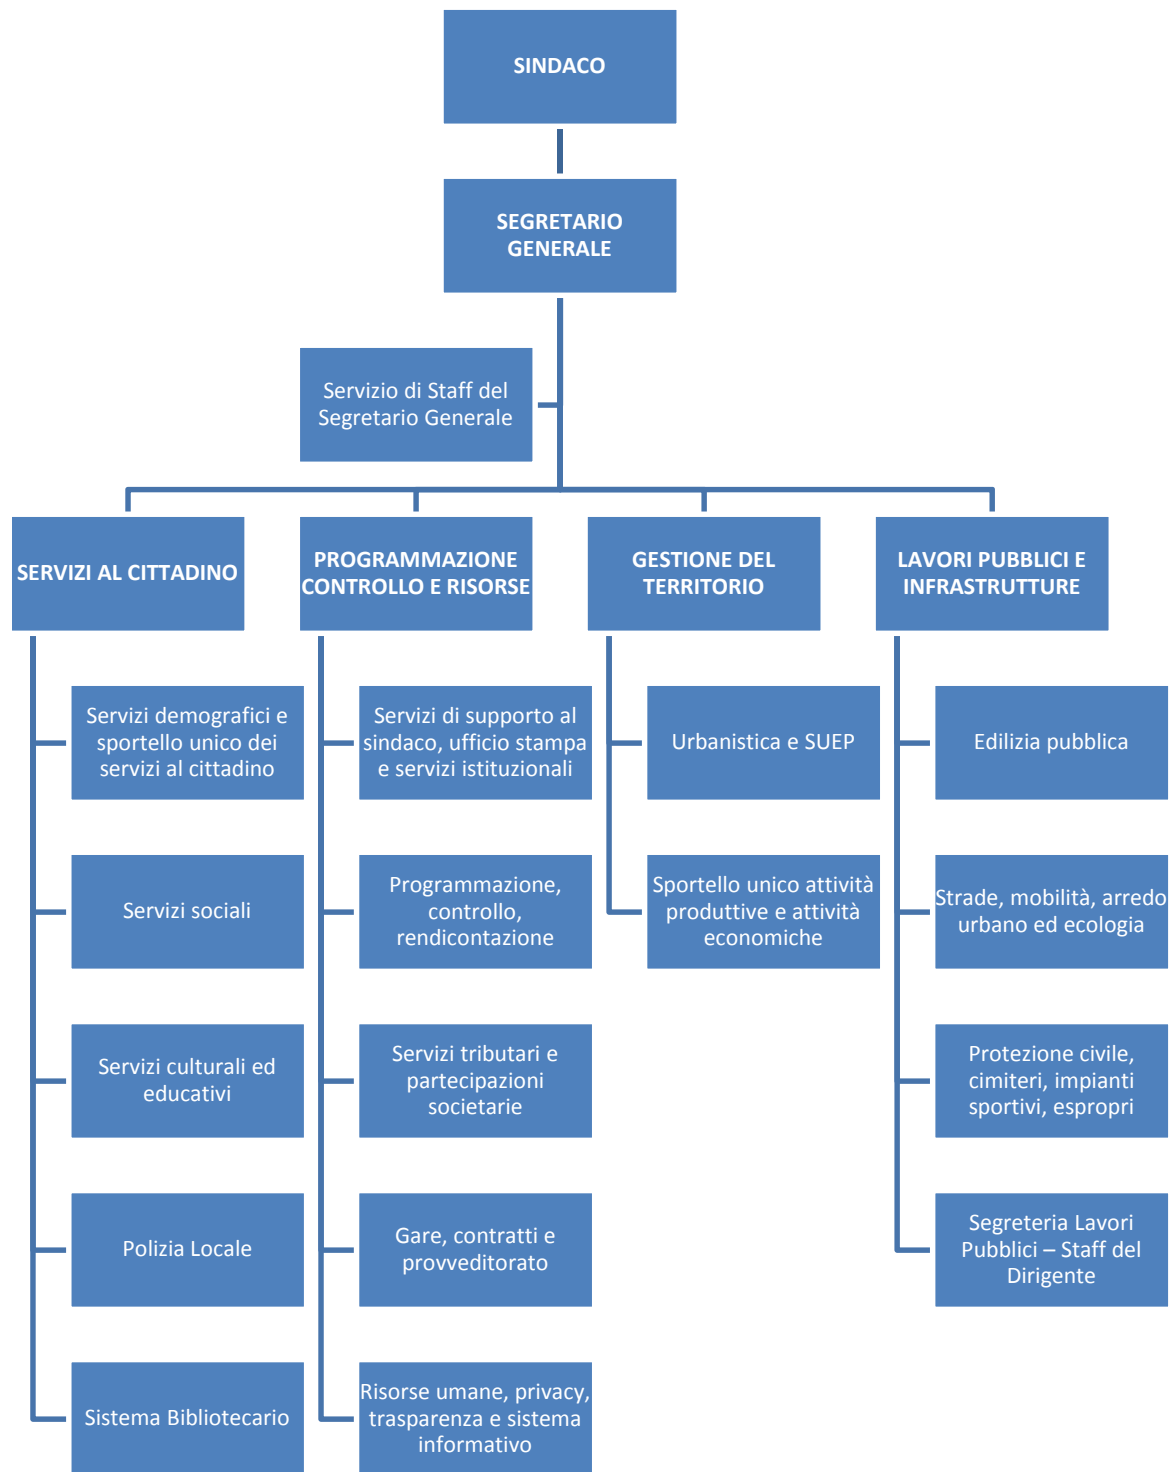 SINDACO
SEGRETARIO
GENERALE
Servizio di Staff del
Segretario Generale
SERVIZI AL CITTADINO
PROGRAMMAZIONE
CONTROLLO E RISORSE
GESTIONE DEL
TERRITORIO
LAVORI PUBBLICI E
INFRASTRUTTURE
Servizi demografici e
sportello unico dei
servizi al cittadino
Servizi sociali
Servizi culturali ed
educativi
Polizia Locale
Sistema Bibliotecario
Servizi di supporto al
sindaco, ufficio stampa
e servizi istituzionali
Programmazione,
controllo,
rendicontazione
Servizi tributari e
partecipazioni
societarie
Gare, contratti e
provveditorato
Risorse umane, privacy,
trasparenza e sistema
informativo
Urbanistica e SUEP
Sportello unico attività
produttive e attività
economiche
Edilizia pubblica
Strade, mobilità, arredo
urbano ed ecologia
Protezione civile,
cimiteri, impianti
sportivi, espropri
Segreteria Lavori
Pubblici – Staff del
Dirigente